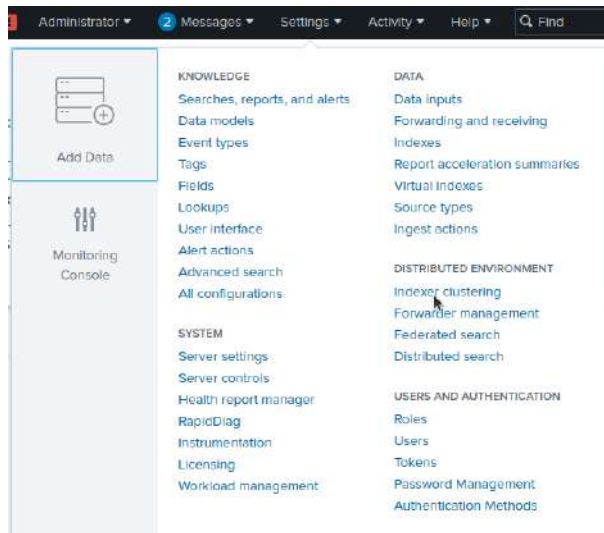 Administrator ▾ 2 Messages ▾ Settings ▾ Activity ▾ Help ▾ Find
Add Data
Monitoring
Console
KNOWLEDGE
Searches, reports, and alerts
Data models
Event types
Tags
Fields
Lookups
User interface
Alert actions
Advanced search
All configurations
SYSTEM
Server settings
Server controls
Health report manager
RapidDiag
Instrumentation
Licensing
Workload management
DATA
Data inputs
Forwarding and receiving
Indexes
Report acceleration summaries
Virtual indexes
Source types
Ingest actions
DISTRIBUTED ENVIRONMENT
Indexer clustering
Forwarder management
Federated search
Distributed search
USERS AND AUTHENTICATION
Roles
Users
Tokens
Password Management
Authentication Methods